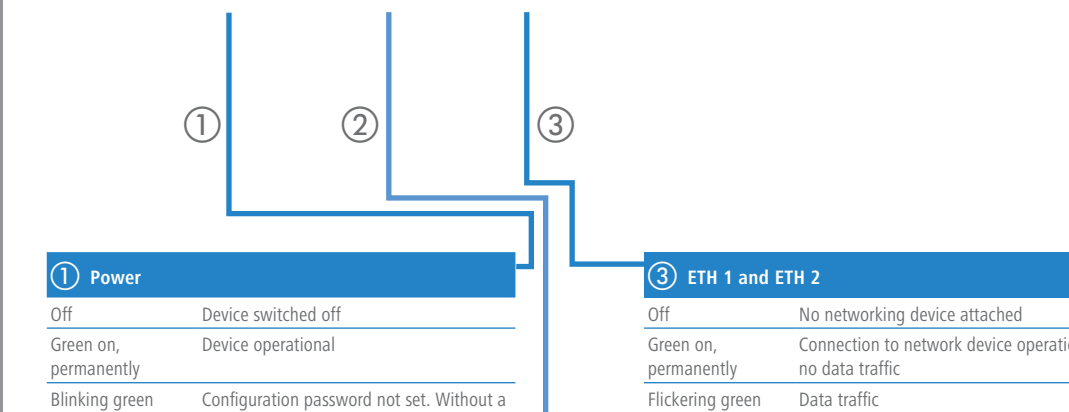 ① ② ③
① Power
Off Device switched off
Green on, permanently Device operational
Blinking green Configuration password not set. Without a
③ ETH 1 and ETH 2
Off No networking device attached
Green on, permanently Connection to network device no data traffic
Flickering green Data traffic